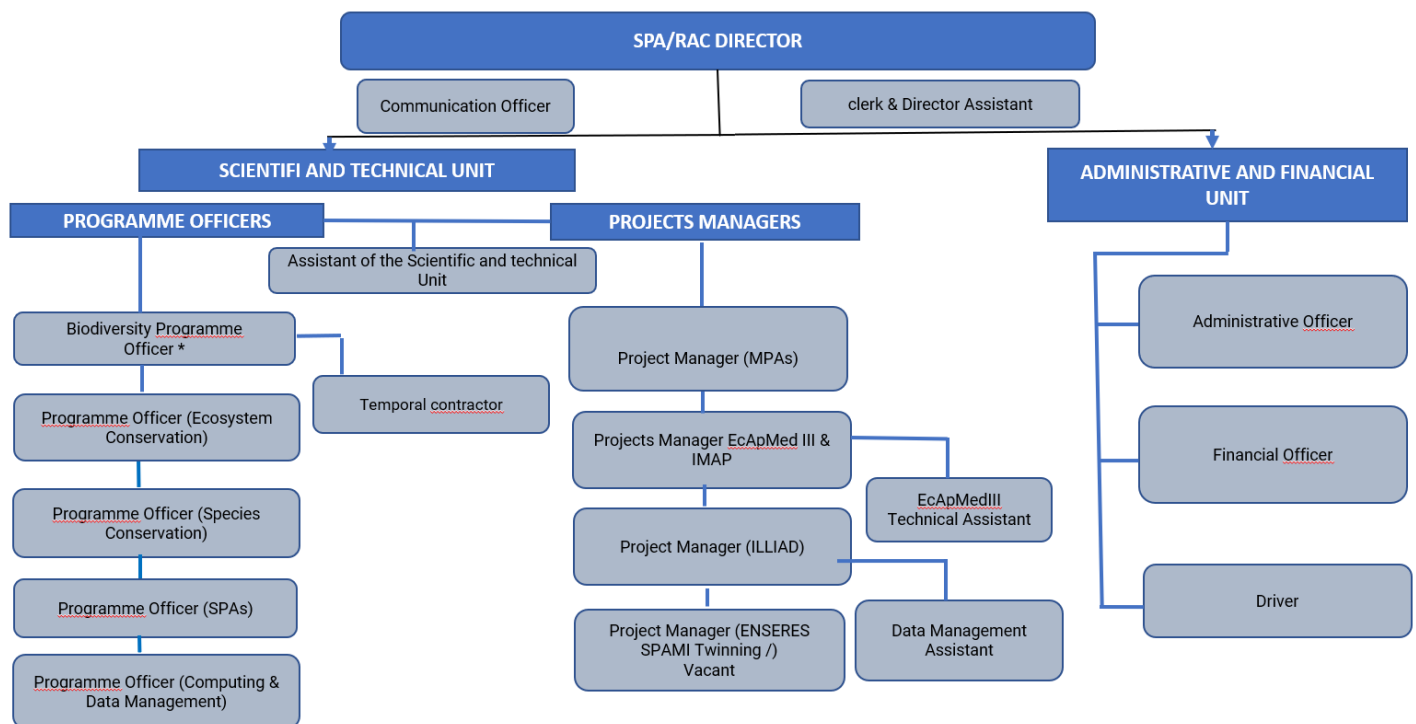 SPA/RAC DIRECTOR
Communication Officer
clerk & Director Assistant
SCIENTIFI AND TECHNICAL UNIT
ADMINISTRATIVE AND FINANCIAL
UNIT
PROGRAMME OFFICERS
PROJECTS MANAGERS
Assistant of the Scientific and technical
Unit
Biodiversity Programme
Officer *
Temporal contractor
Programme Officer (Ecosystem
Conservation)
Programme Officer (Species
Conservation)
Programme Officer (SPAs)
Programme Officer (Computing &
Data Management)
Project Manager (MPAs)
Projects Manager EcApMed III &
IMAP
EcApMedIII
Technical Assistant
Project Manager (ILLIAD)
Data Management
Assistant
Project Manager (ENSERES
SPAMI Twinning /)
Vacant
Administrative Officer
Financial Officer
Driver